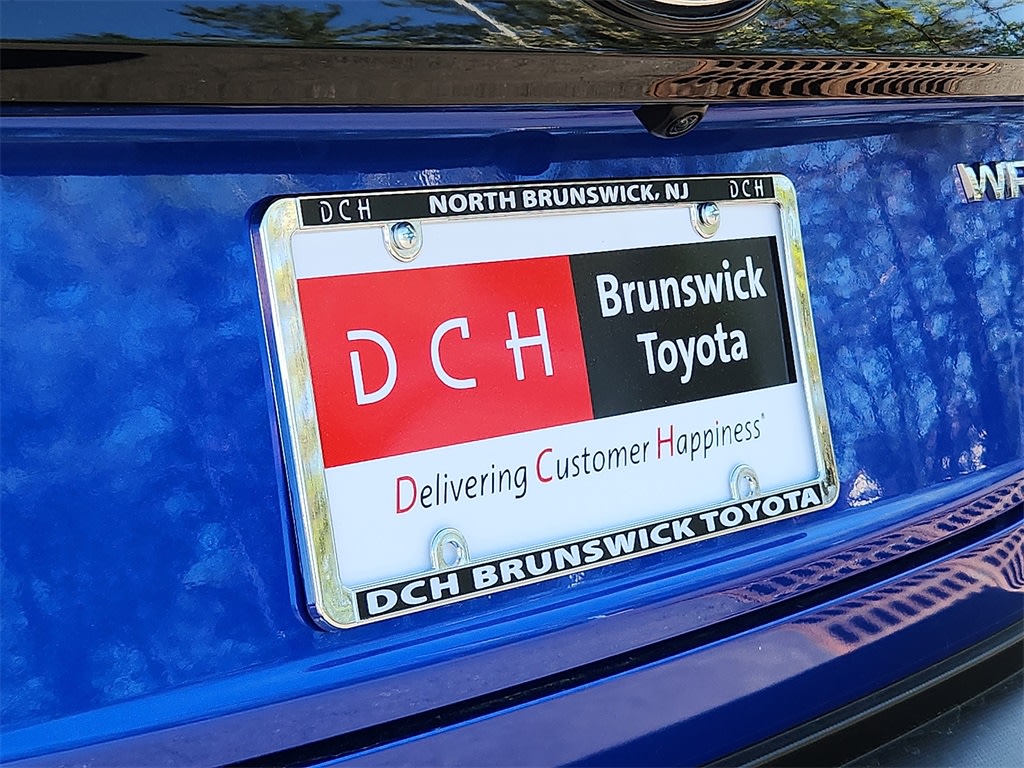 DCH NORTH BRUNSWICK, NJ DCH
DCH Brunswick
Toyota
Delivering Customer Happiness®
DCH BRUNSWICK TOYOTA